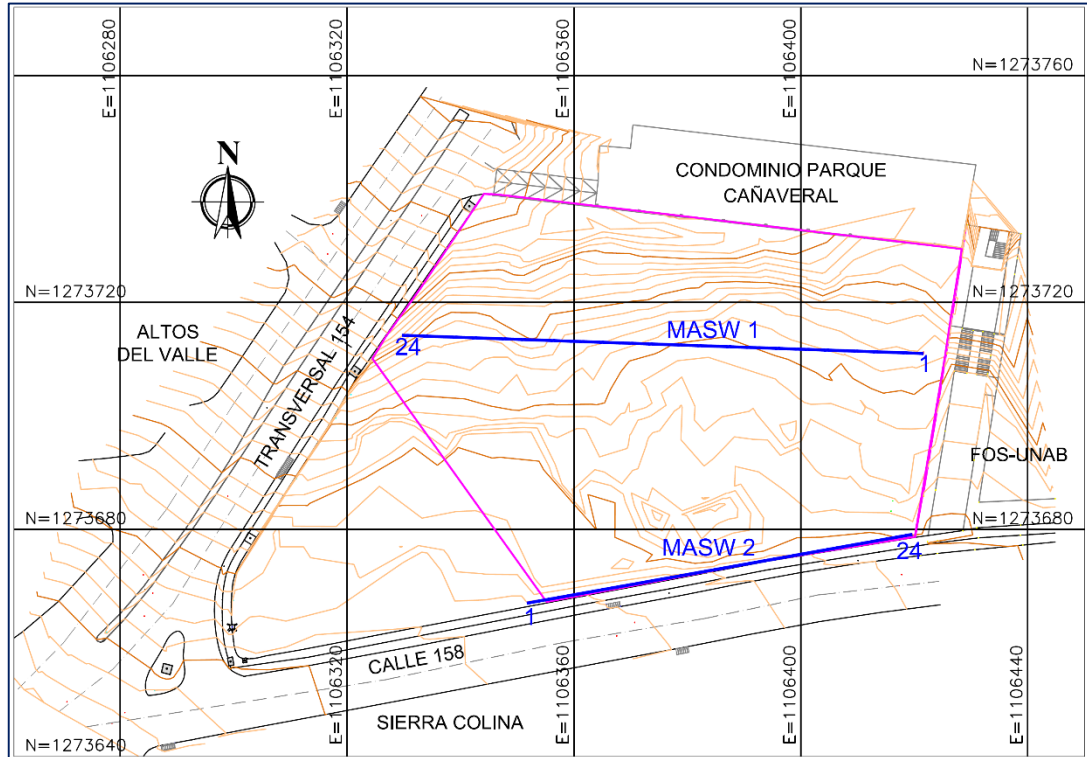 E=1106280
E=1106320
E=1106360
E=1106400
N=1273760
N
CONDOMINIO PARQUE
CAÑAVERAL
N=1273720
N=1273720
ALTOS
DEL VALLE
TRANSVERSAL 154
MASW 1
24
1
FOS-UNAB
N=1273680
N=1273680
MASW 2
24
1
CALLE 158
SIERRA COLINA
E=1106320
E=1106360
E=1106400
E=1106440
N=1273640